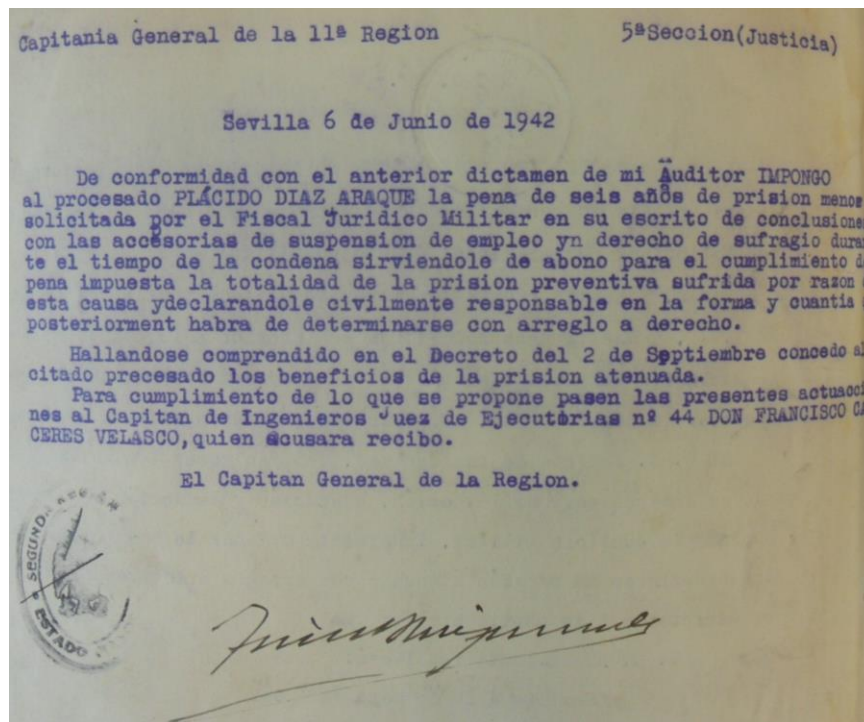 Capitania General de la 11ª Region 5ªSeccion(Justicia)
Sevilla 6 de Junio de 1942
De conformidad con el anterior dictamen de mi Auditor IMPONGO
al procesado PLÁCIDO DIAZ ARAQUE la pena de seis años de prision menor
solicitada por el Fiscal Juridico Militar en su escrito de conclusiones
con las accesorias de suspension de empleo yn derecho de sufragio duran
te el tiempo de la condena sirviendole de abono para el cumplimiento d
pena impuesta la totalidad de la prision preventiva sufrida por razon
esta causa ydeclarandole civilmente responsable en la forma y cuantia
posteriorment habra de determinarse con arreglo a derecho.
Hallandose comprendido en el Decreto del 2 de Septiembre concedo al
citado precesado los beneficios de la prision atenuada.
Para cumplimiento de lo que se propone pasen las presentes actuacio
nes al Capitan de Ingenieros Juez de Ejecutorias nº 44 DON FRANCISCO CA
CERES VELASCO,quien acusara recibo.
El Capitan General de la Region.
SEGUNDA
ESTADO